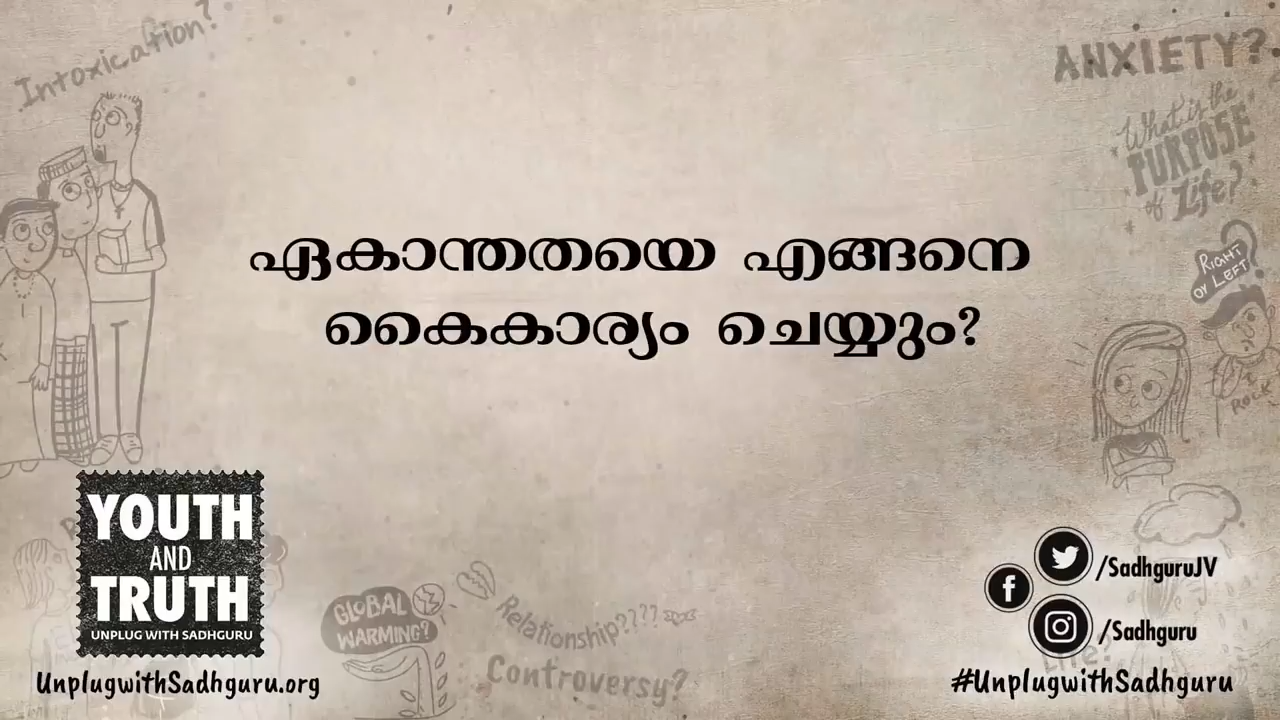 Intoxication?
ANXIETY?
What is the
PURPOSE
of Life?
RIGHT
or LEFT
ഏകാന്തതയെ എങ്ങനെ
കൈകാര്യം ചെയ്യും?
ROCK
YOUTH
AND
TRUTH
UNPLUG WITH SADHGURU
UnplugwithSadhguru.org
GLOBAL
WARMING?
Relationship????
Controversy?
/SadhguruJV
/Sadhguru
#UnplugwithSadhguru